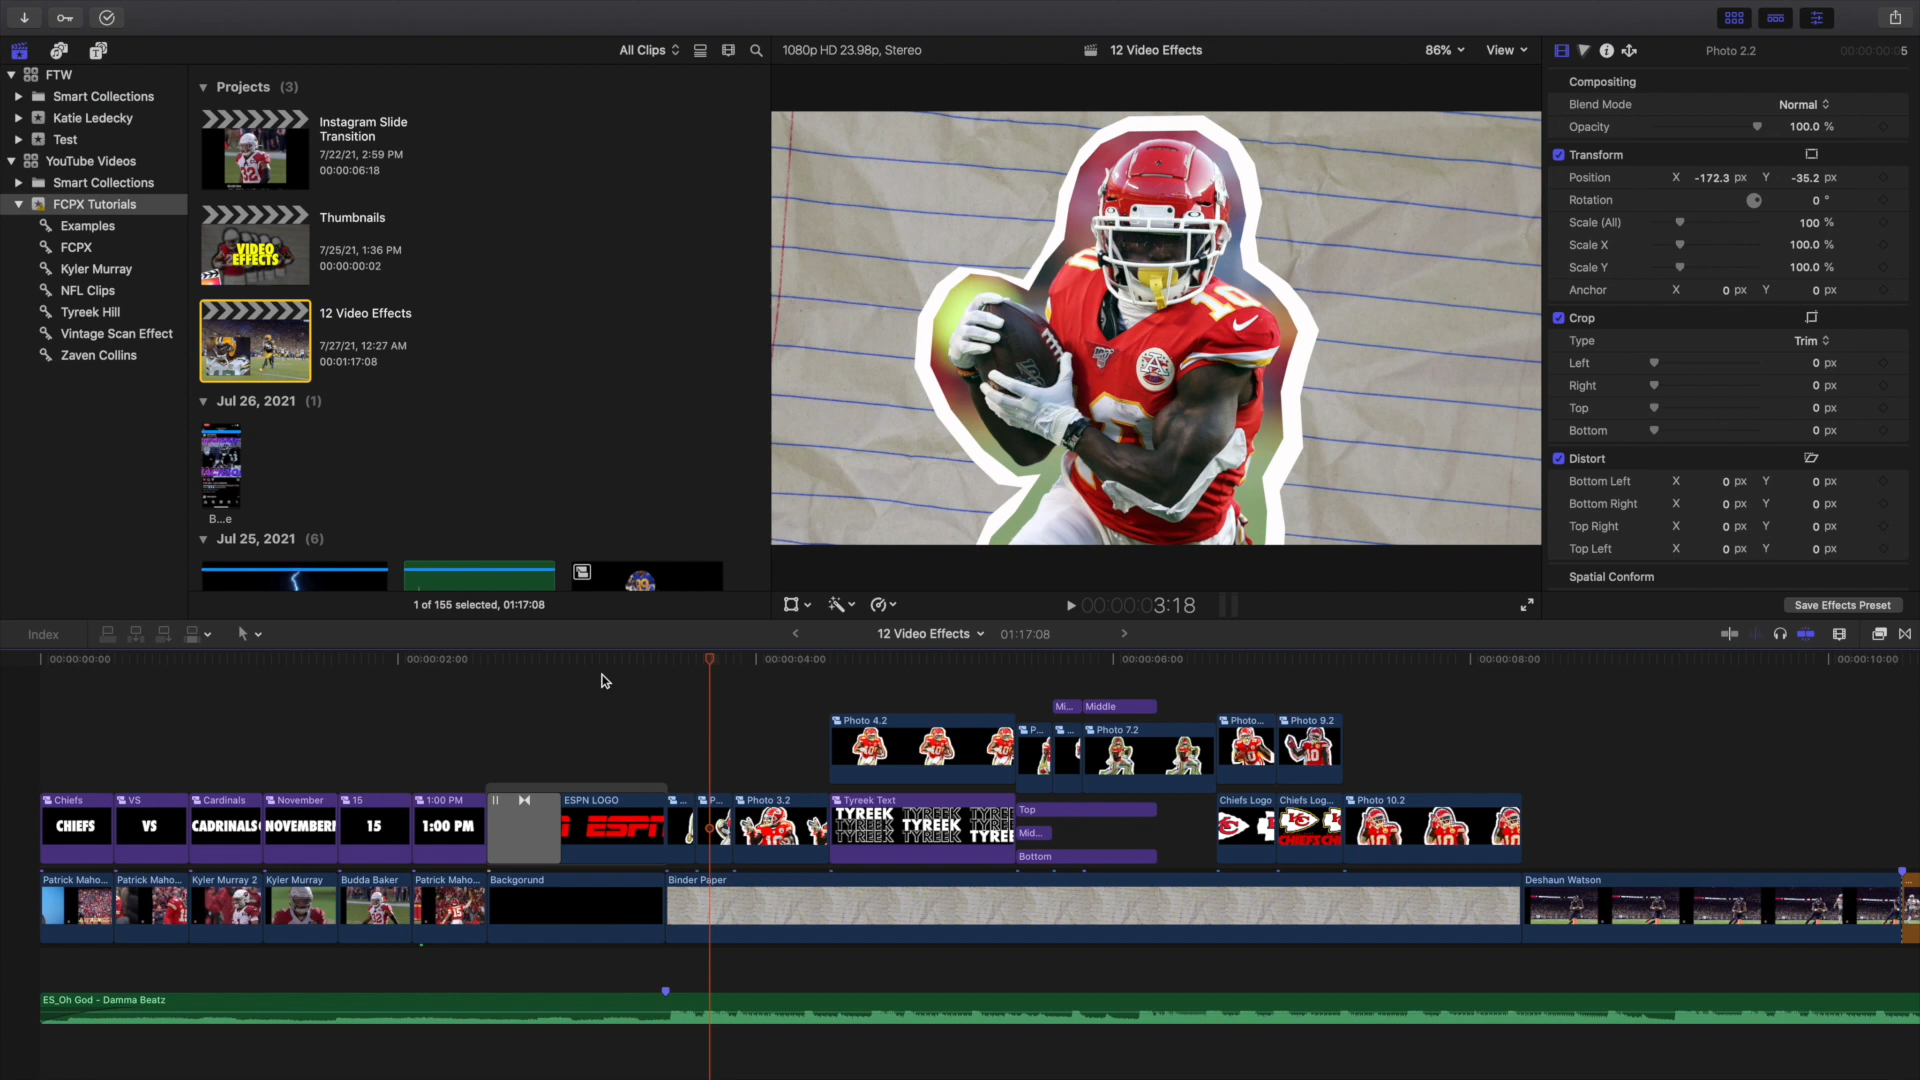 All Clips
1080p HD 23.98p, Stereo
12 Video Effects
86%
View
Photo 2.2
00:00:00:05
FTW
Smart Collections
Katie Ledecky
Test
YouTube Videos
Smart Collections
FCPX Tutorials
Examples
FCPX
Kyler Murray
NFL Clips
Tyreek Hill
Vintage Scan Effect
Zaven Collins
Projects (3)
Instagram Slide
Transition
7/22/21, 2:59 PM
00:00:06:18
Thumbnails
7/25/21, 1:36 PM
00:00:00:02
VIDEO
EFFECTS
12 Video Effects
7/27/21, 12:27 AM
00:01:17:08
Jul 26, 2021 (1)
B...e
Jul 25, 2021 (6)
1 of 155 selected, 01:17:08
10
00:00:03:18
Compositing
Blend Mode Normal
Opacity 100.0 %
Transform
Position X -172.3 px Y -35.2 px
Rotation 0 °
Scale (All) 100 %
Scale X 100.0 %
Scale Y 100.0 %
Anchor X 0 px Y 0 px
Crop
Type Trim
Left 0 px
Right 0 px
Top 0 px
Bottom 0 px
Distort
Bottom Left X 0 px Y 0 px
Bottom Right X 0 px Y 0 px
Top Right X 0 px Y 0 px
Top Left X 0 px Y 0 px
Spatial Conform
Save Effects Preset
Index
12 Video Effects
01:17:08
00:00:00:00
00:00:02:00
00:00:04:00
00:00:06:00
00:00:08:00
00:00:10:00
Mi...
Middle
Photo 4.2
P...
...
Photo 7.2
Photo...
Photo 9.2
Chiefs
VS
Cardinals
November
15
1:00 PM
ESPN LOGO
...
P...
Photo 3.2
Tyreek Text
Top
Mid...
Bottom
Chiefs Logo
Chiefs Log...
Photo 10.2
CHIEFS
VS
CADRINALS
NOVEMBER
15
1:00 PM
ESPN
TYREEK
Patrick Maho...
Patrick Maho...
Kyler Murray 2
Kyler Murray
Budda Baker
Patrick Maho...
Backgorund
Binder Paper
Deshaun Watson
...
ES_Oh God - Damma Beatz